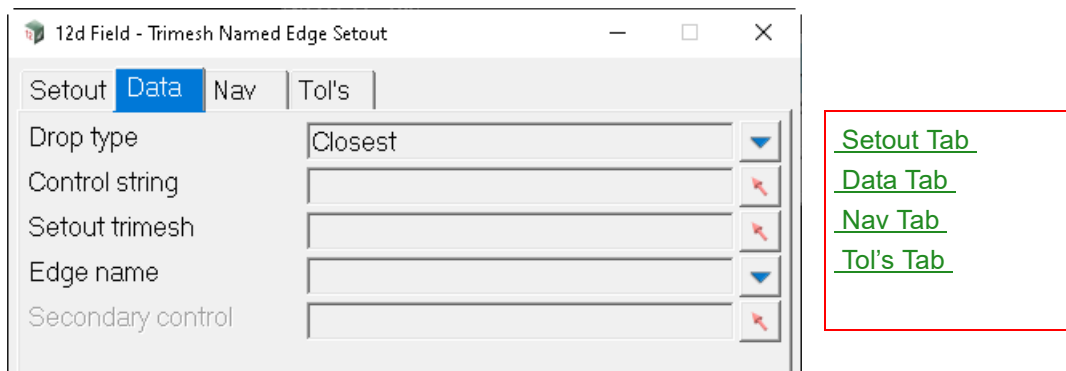 12d Field - Trimesh Named Edge Setout
Setout Data Nav Tol's
Drop type Closest
Control string
Setout trimesh
Edge name
Secondary control
Setout Tab
Data Tab
Nav Tab
Tol’s Tab